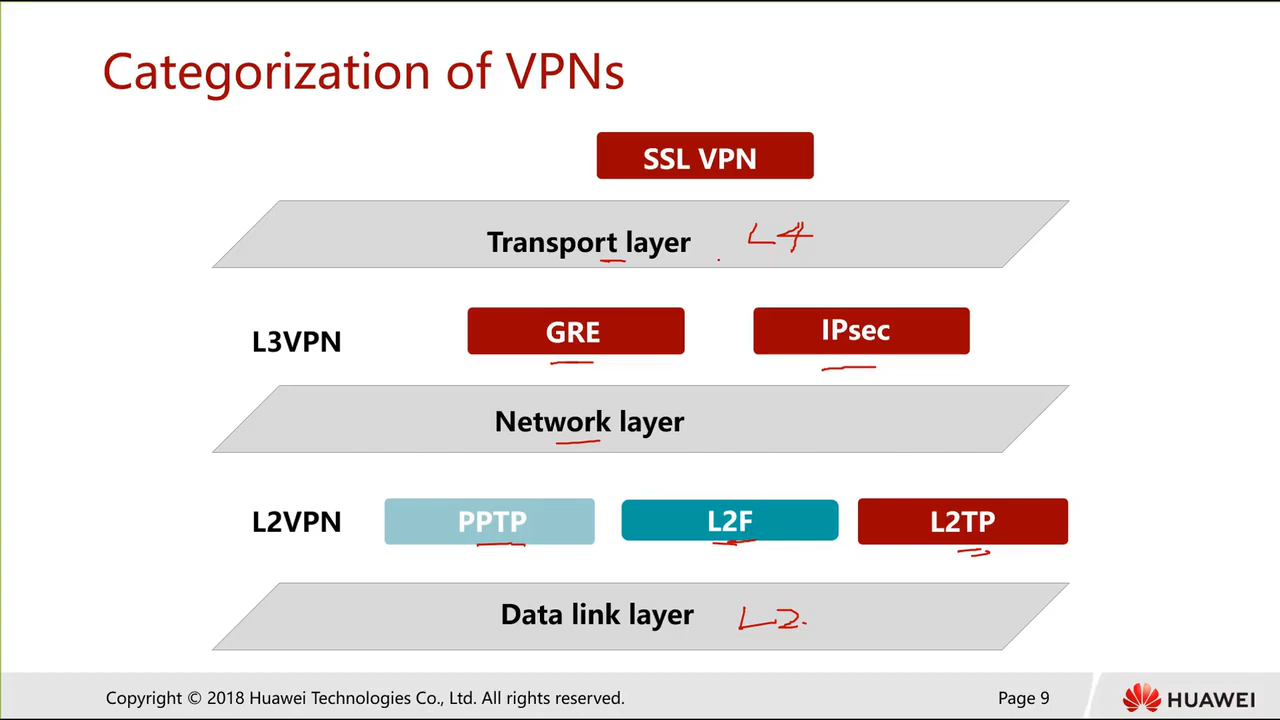 Categorization of VPNs
SSL VPN
Transport layer L4
L3VPN GRE IPsec
Network layer
L2VPN PPTP L2F L2TP
Data link layer L2.
Copyright © 2018 Huawei Technologies Co., Ltd. All rights reserved. Page 9 HUAWEI